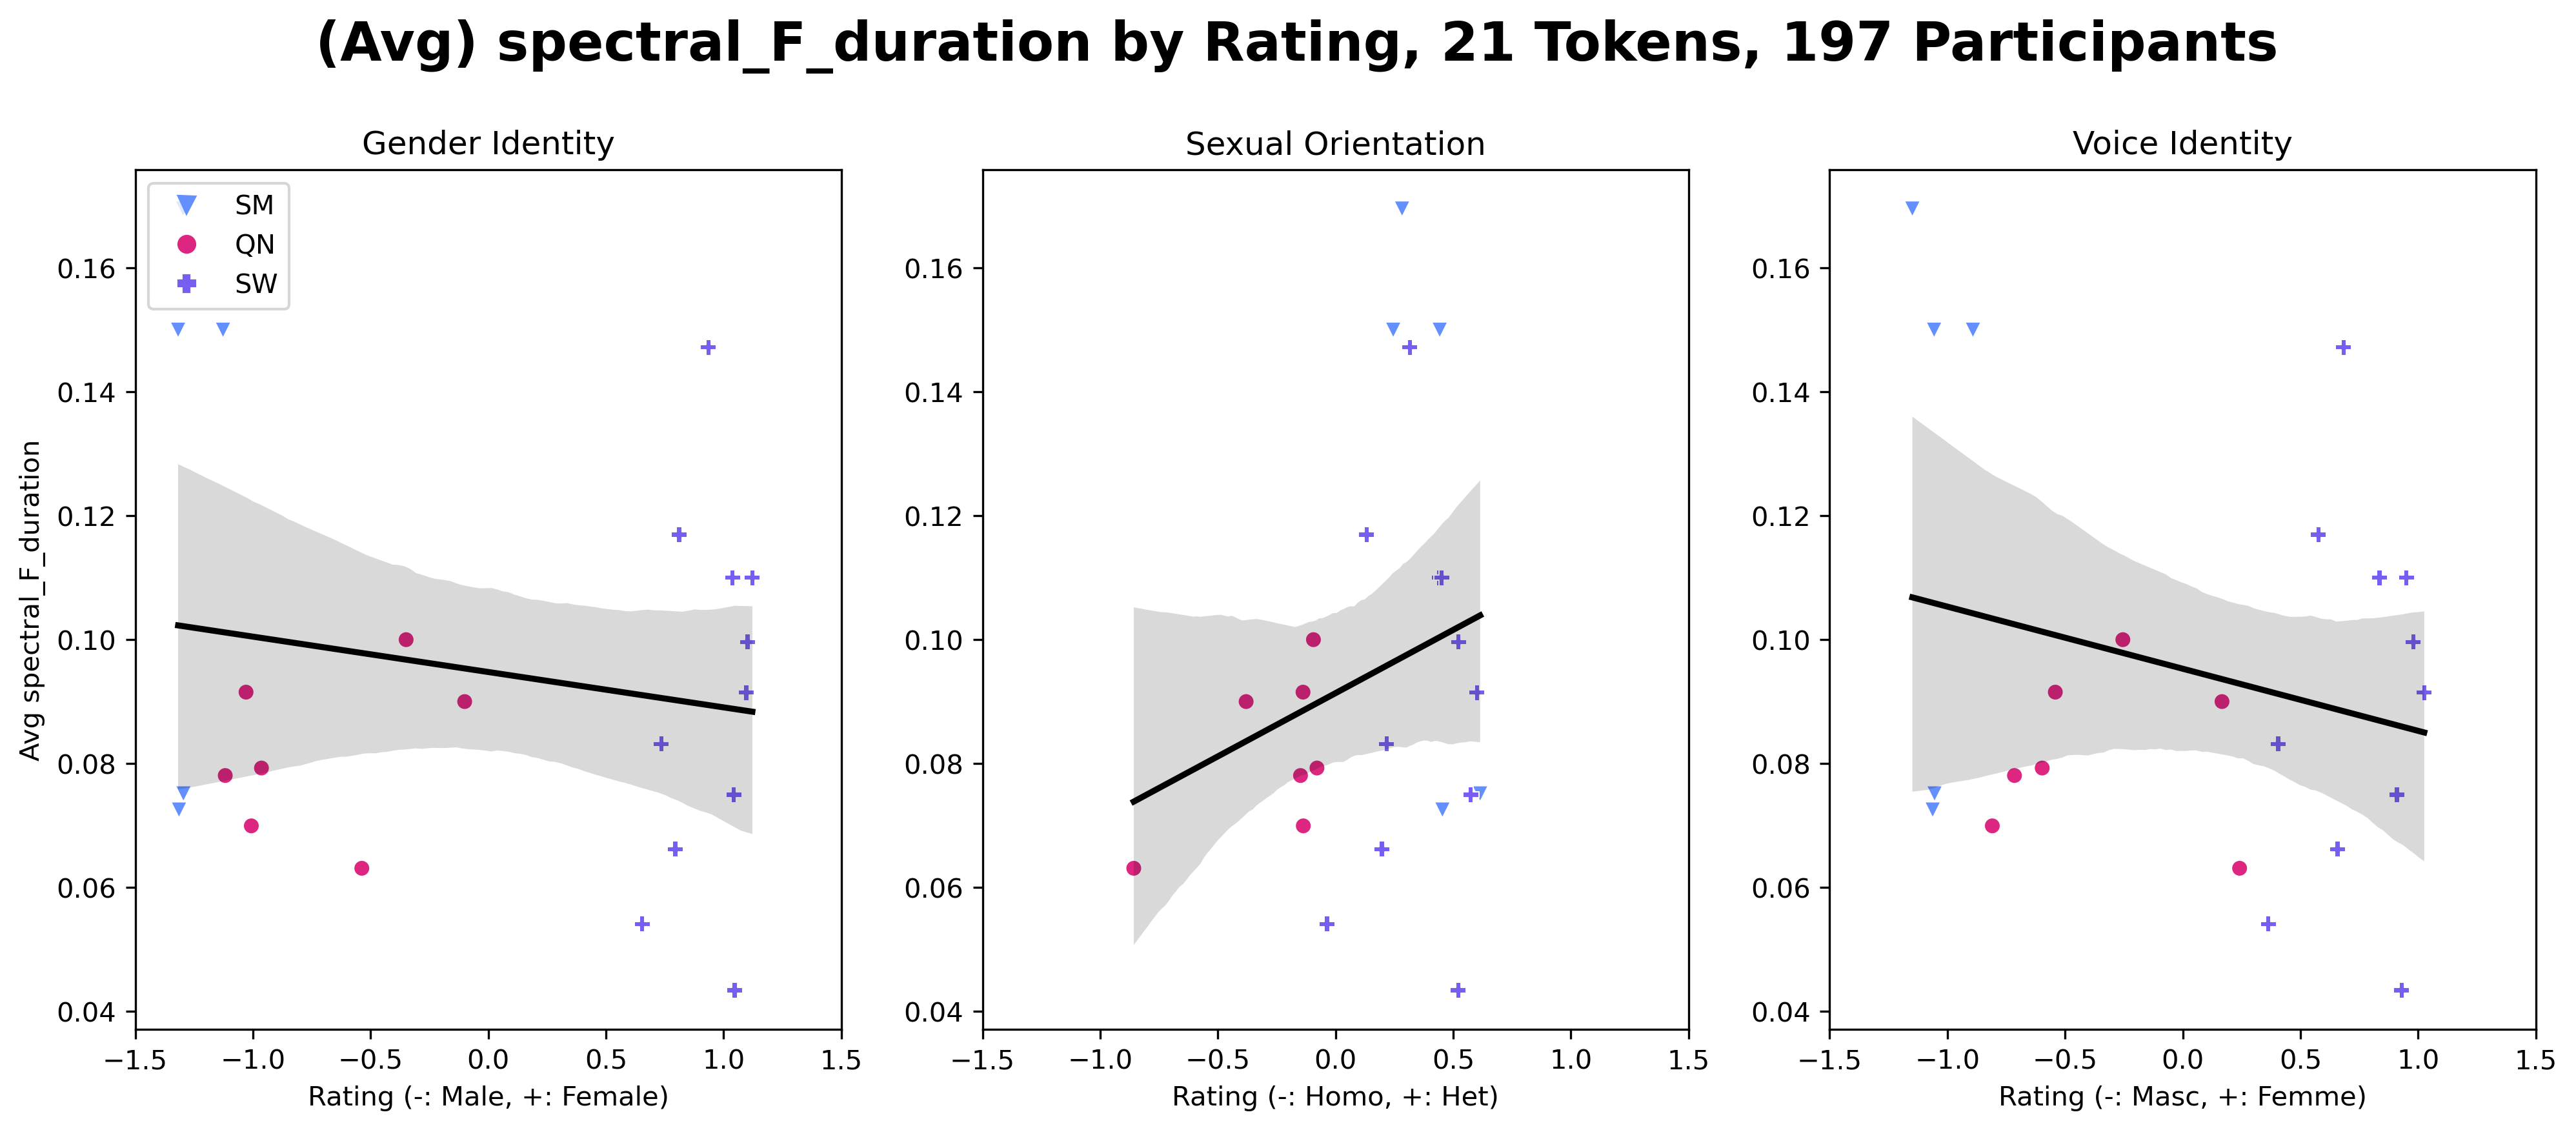 (Avg) spectral_F_duration by Rating, 21 Tokens, 197 Participants
Gender Identity
SM
QN
SW
Avg spectral_F_duration
0.16
0.14
0.12
0.10
0.08
0.06
0.04
−1.5 −1.0 −0.5 0.0 0.5 1.0 1.5
Rating (-: Male, +: Female)
Sexual Orientation
0.16
0.14
0.12
0.10
0.08
0.06
0.04
−1.5 −1.0 −0.5 0.0 0.5 1.0 1.5
Rating (-: Homo, +: Het)
Voice Identity
0.16
0.14
0.12
0.10
0.08
0.06
0.04
−1.5 −1.0 −0.5 0.0 0.5 1.0 1.5
Rating (-: Masc, +: Femme)